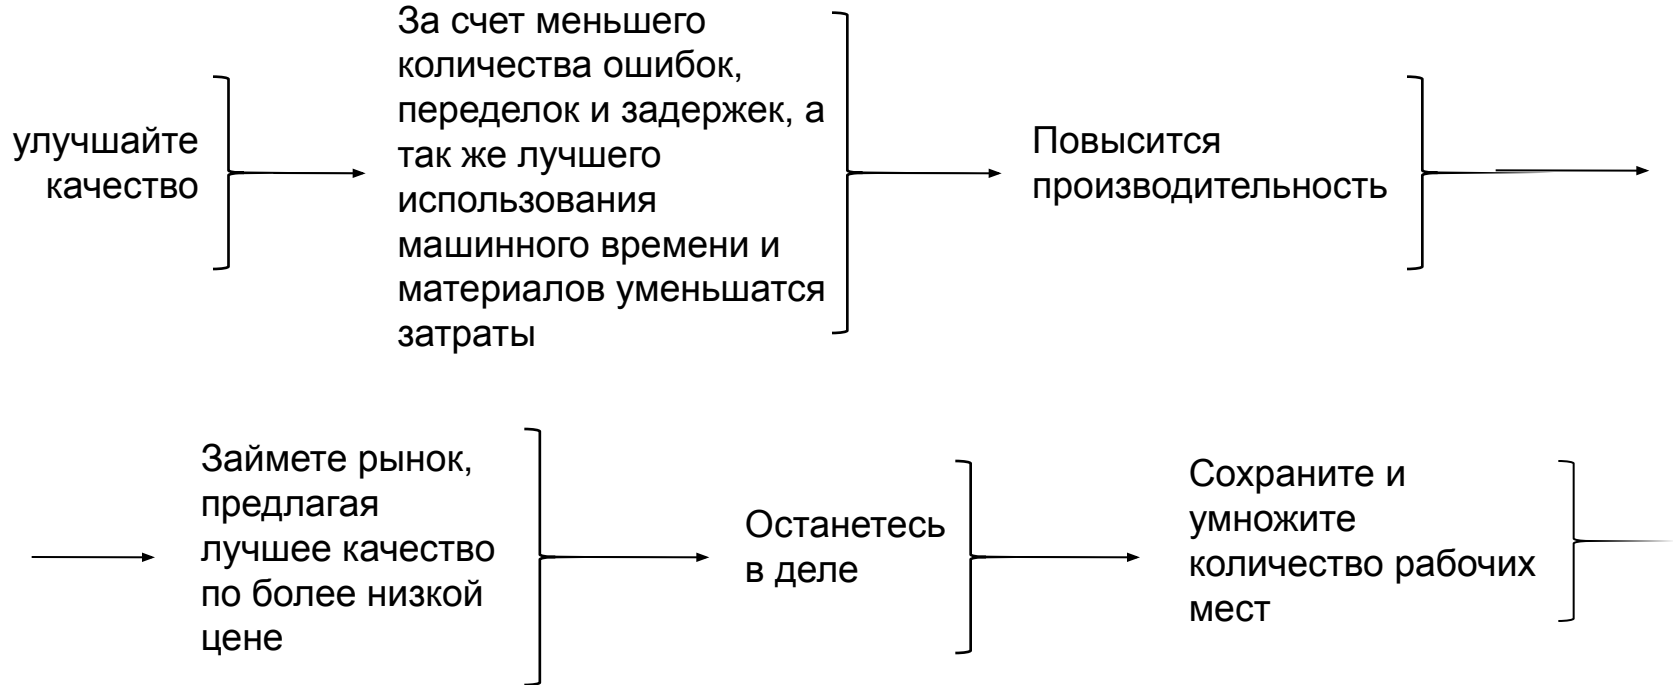 улучшайте
качество
За счет меньшего
количества ошибок,
переделок и задержек, а
так же лучшего
использования
машинного времени и
материалов уменьшатся
затраты
Повысится
производительность
Займете рынок,
предлагая
лучшее качество
по более низкой
цене
Останетесь
в деле
Сохраните и
умножите
количество рабочих
мест